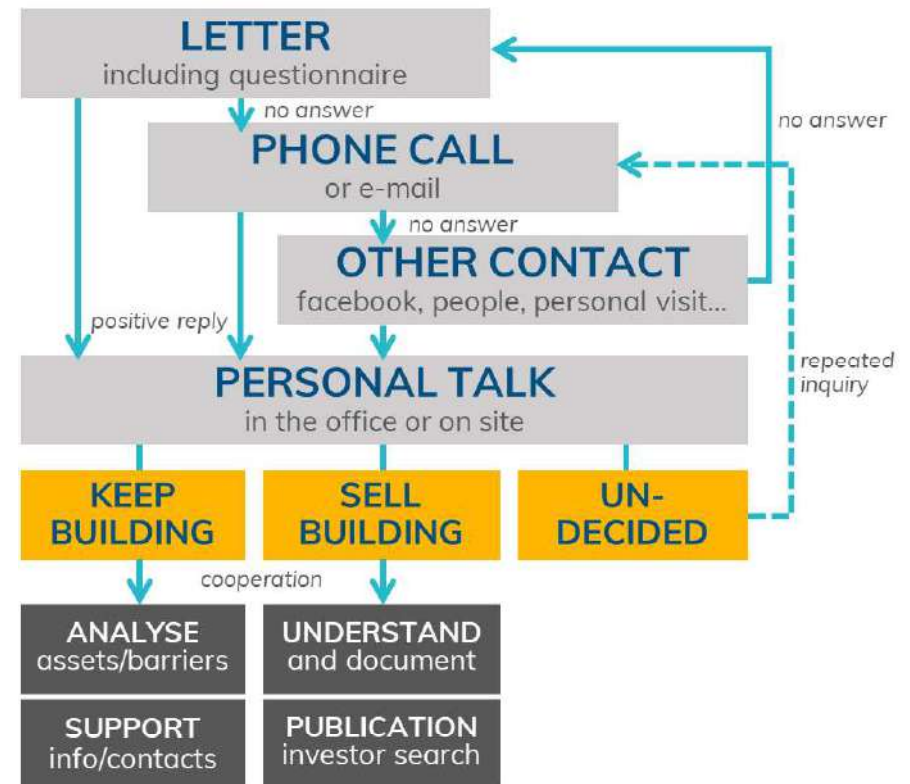 LETTER
including questionnaire
no answer
no answer
PHONE CALL
or e-mail
no answer
OTHER CONTACT
facebook, people, personal visit...
positive reply
repeated
inquiry
PERSONAL TALK
in the office or on site
KEEP
BUILDING
SELL
BUILDING
UN-
DECIDED
cooperation
ANALYSE
assets/barriers
UNDERSTAND
and document
SUPPORT
info/contacts
PUBLICATION
investor search